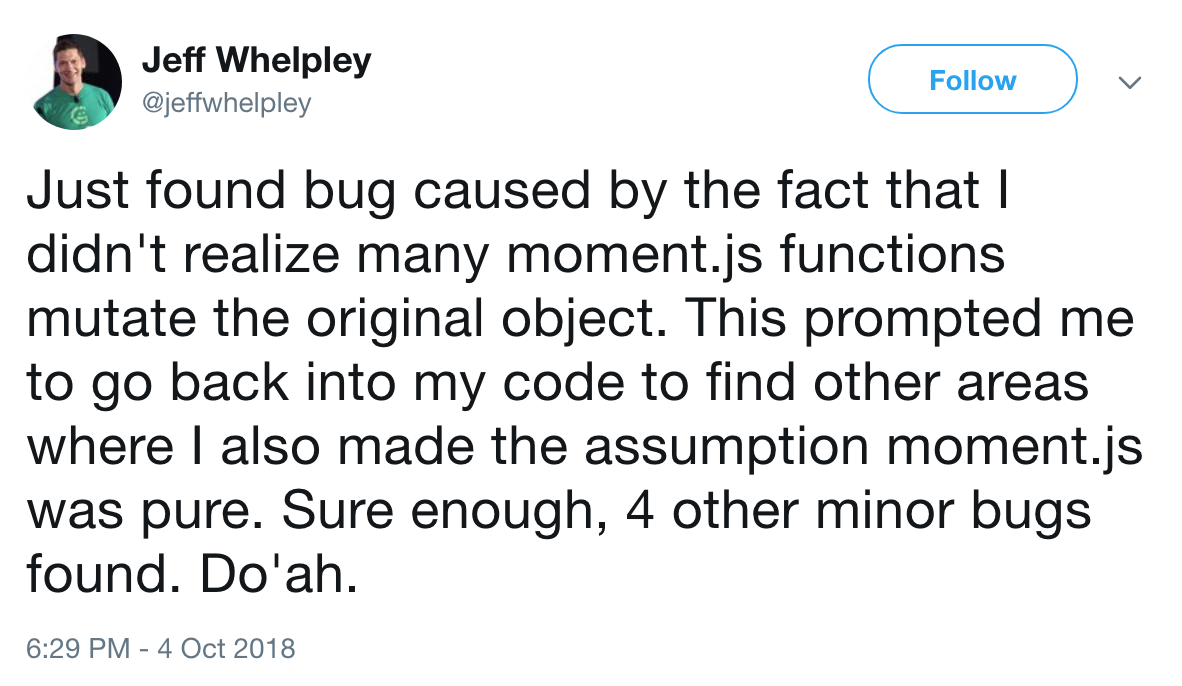 Jeff Whelpley
@jeffwhelpley
Follow
Just found bug caused by the fact that I
didn't realize many moment.js functions
mutate the original object. This prompted me
to go back into my code to find other areas
where I also made the assumption moment.js
was pure. Sure enough, 4 other minor bugs
found. Do'ah.
6:29 PM - 4 Oct 2018